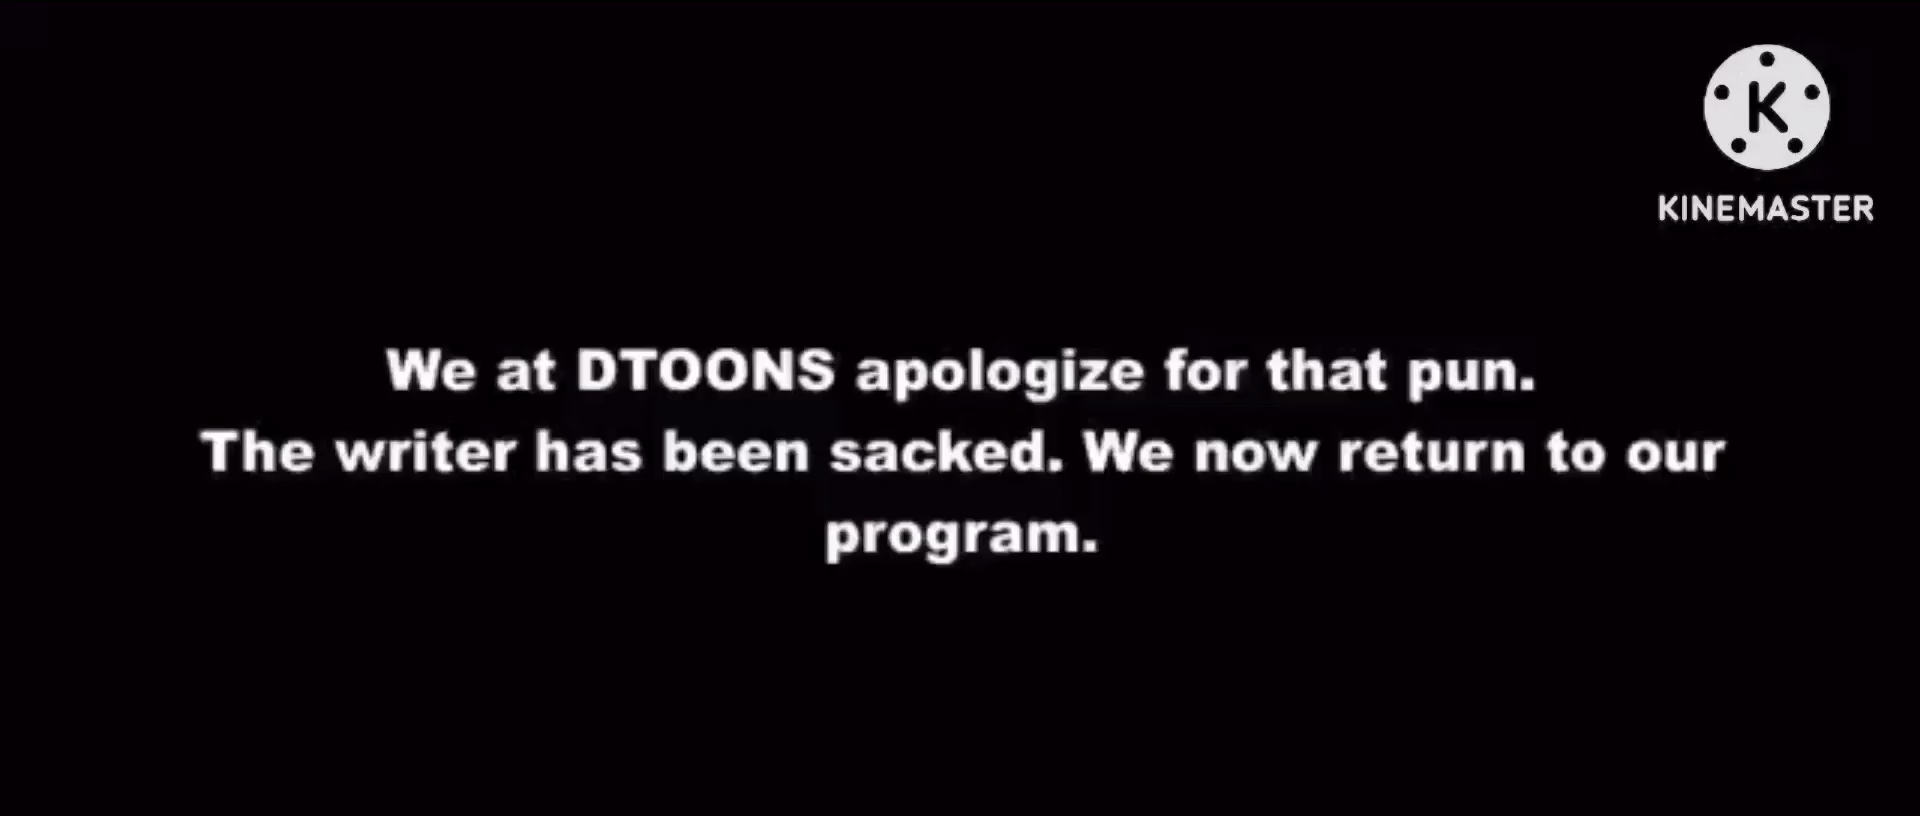 K
KINEMASTER
We at DTOONS apologize for that pun.
The writer has been sacked. We now return to our
program.